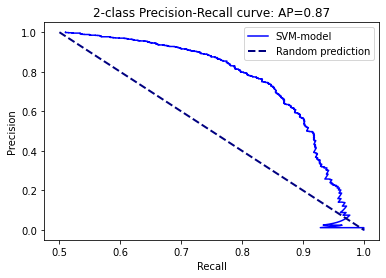 2-class Precision-Recall curve: AP=0.87
SVM-model
Random prediction
Precision
1.0
0.8
0.6
0.4
0.2
0.0
0.5 0.6 0.7 0.8 0.9 1.0
Recall